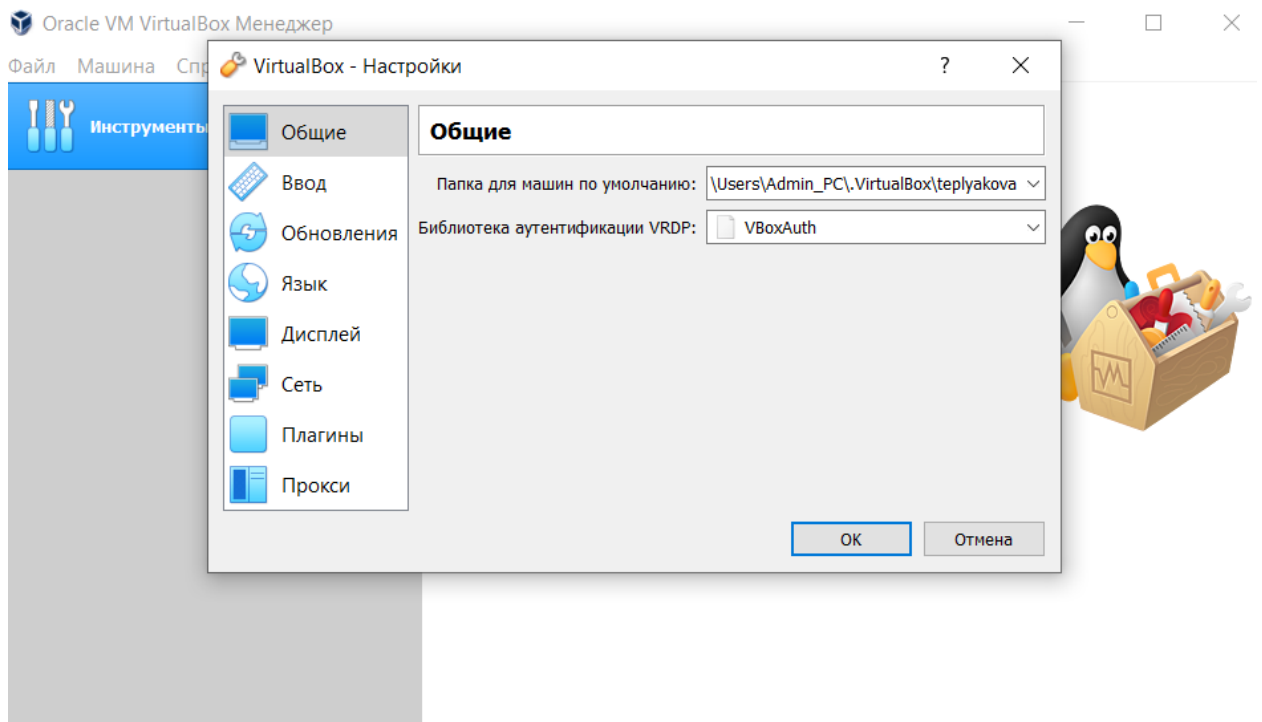 Oracle VM VirtualBox Менеджер
Файл Машина Спр
VirtualBox - Настройки ?
Инструменты
Общие
Ввод
Обновления
Язык
Дисплей
Сеть
Плагины
Прокси
Общие
Папка для машин по умолчанию: \Users\Admin_PC\.VirtualBox\teplyakova
Библиотека аутентификации VRDP: VBoxAuth
ОК Отмена